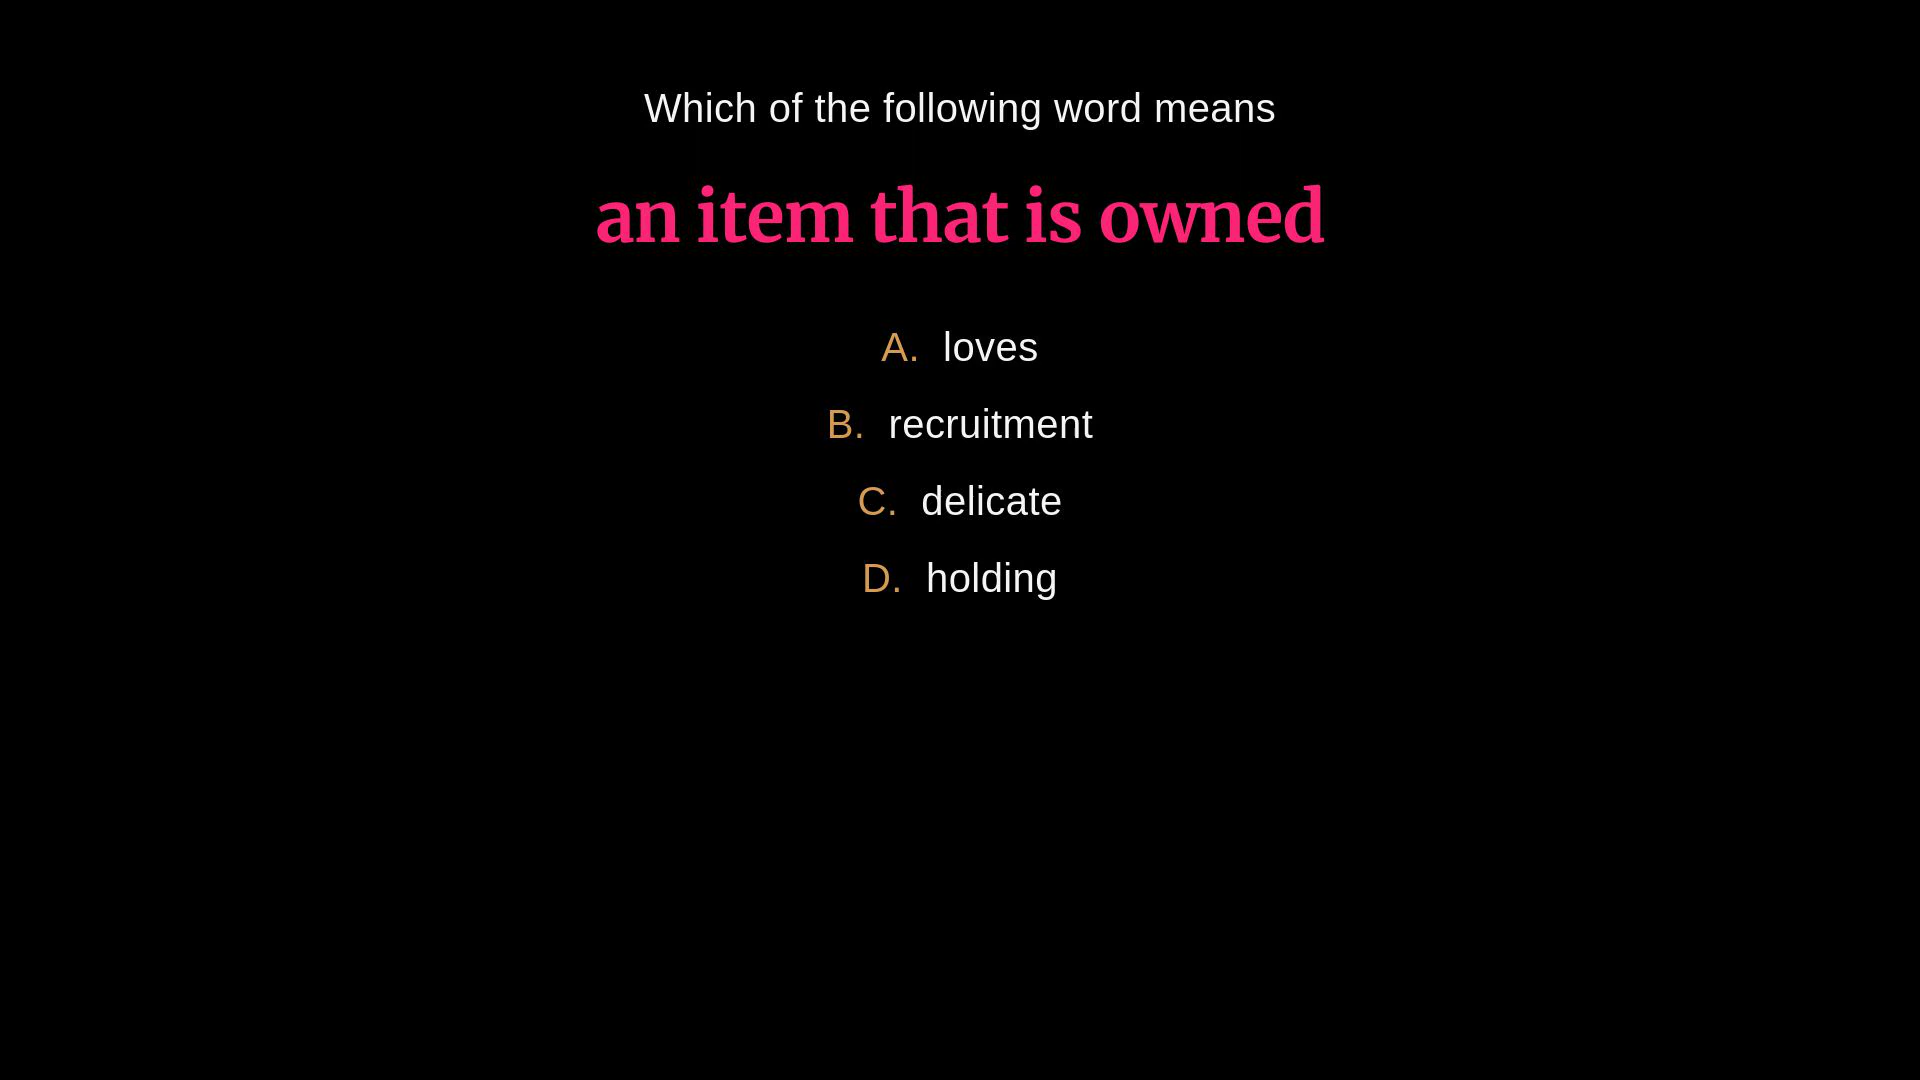 Which of the following word means
an item that is owned
A. loves
B. recruitment
C. delicate
D. holding